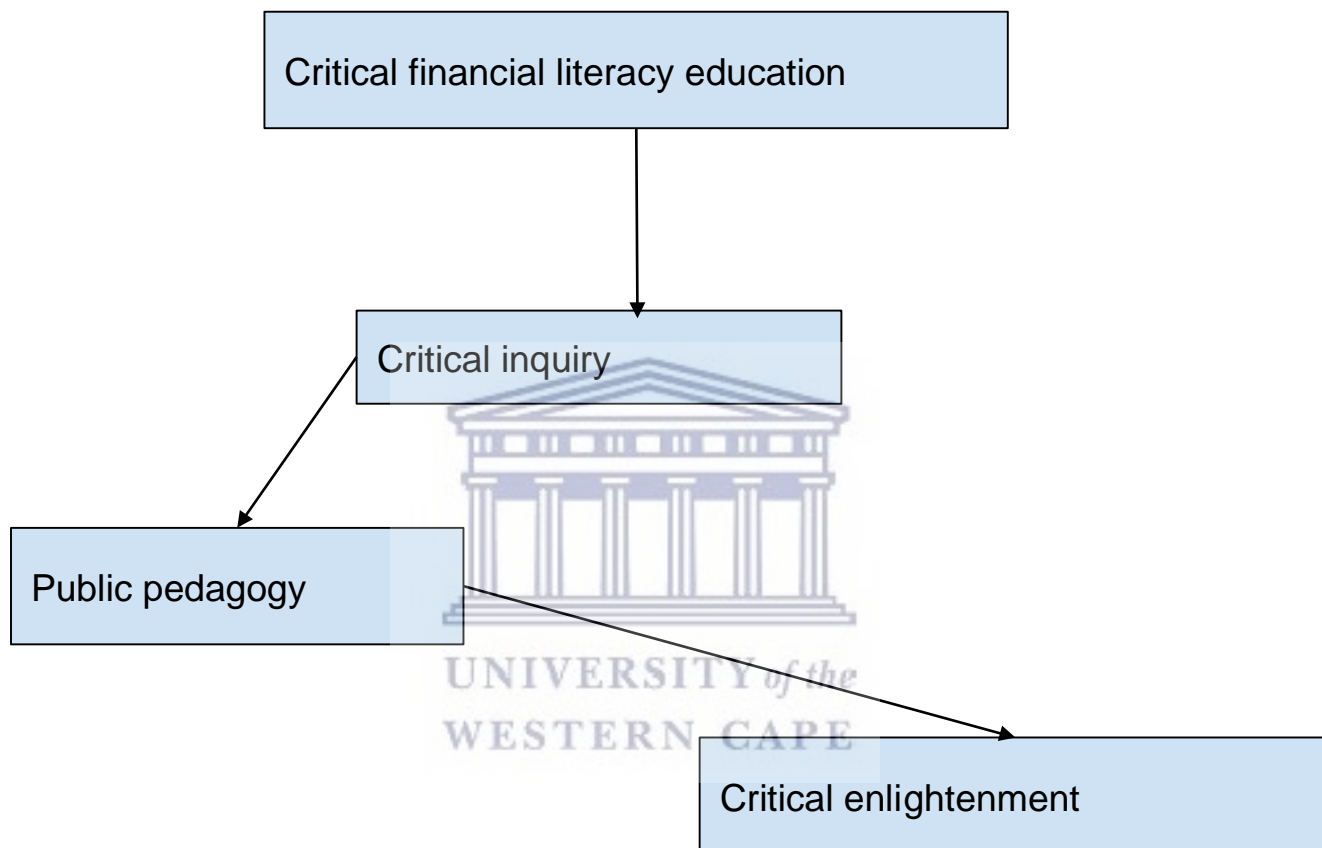 Critical financial literacy education
Critical inquiry
Public pedagogy
UNIVERSITY of the
WESTERN CAPE
Critical enlightenment